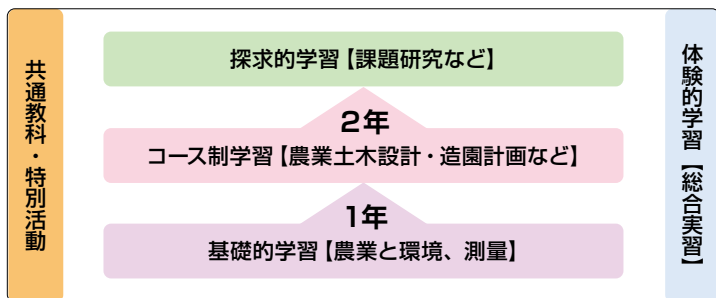 共通教科・特別活動
探求的学習【課題研究など】
2年
コース制学習【農業土木設計・造園計画など】
1年
基礎的学習【農業と環境、測量】
体験的学習【総合実習】